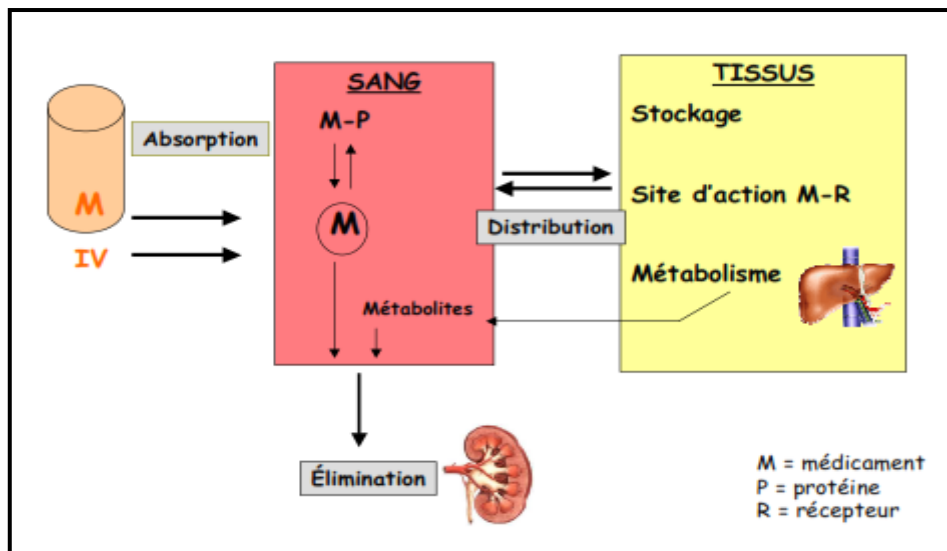 SANG
M-P
M
Métabolites
Absorption
M
IV
Distribution
TISSUS
Stockage
Site d'action M-R
Métabolisme
Élimination
M = médicament
P = protéine
R = récepteur